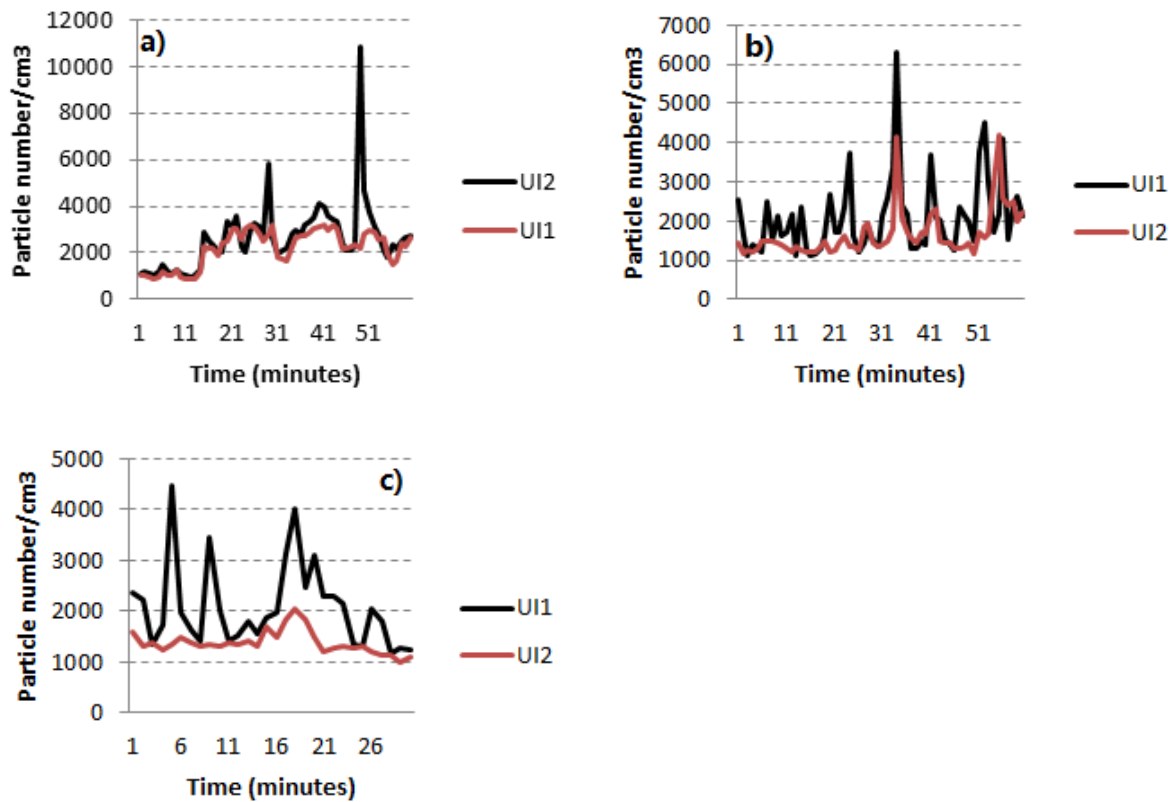 a)
Particle number/cm3
12000
10000
8000
6000
4000
2000
0
1 11 21 31 41 51
Time (minutes)
UI2
UI1
b)
Particle number/cm3
7000
6000
5000
4000
3000
2000
1000
0
1 11 21 31 41 51
Time (minutes)
UI1
UI2
c)
Particle number/cm3
5000
4000
3000
2000
1000
0
1 6 11 16 21 26
Time (minutes)
UI1
UI2